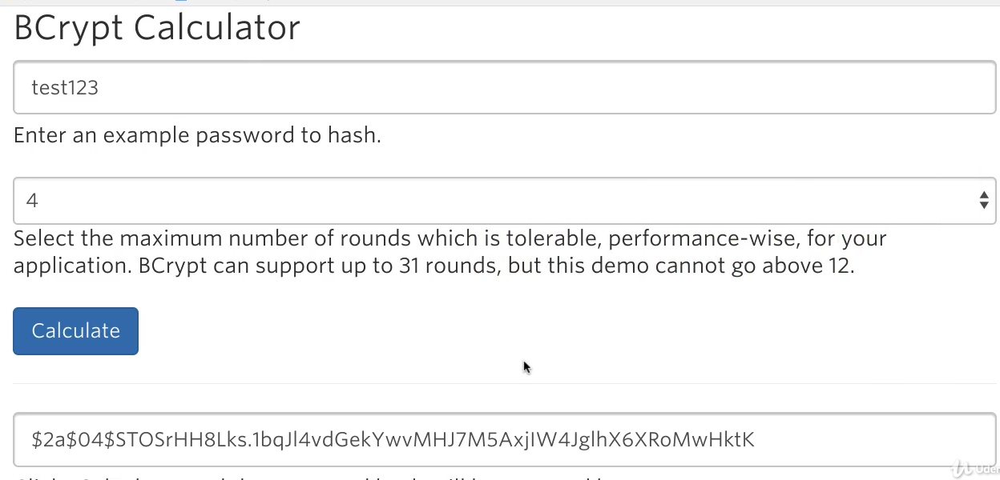 BCrypt Calculator
test123
Enter an example password to hash.
4
Select the maximum number of rounds which is tolerable, performance-wise, for your
application. BCrypt can support up to 31 rounds, but this demo cannot go above 12.
Calculate
$2a$04$STOSrHH8Lks.1bqJl4vdGekYwvMHJ7M5AxjIW4JglhX6XRoMwHktK